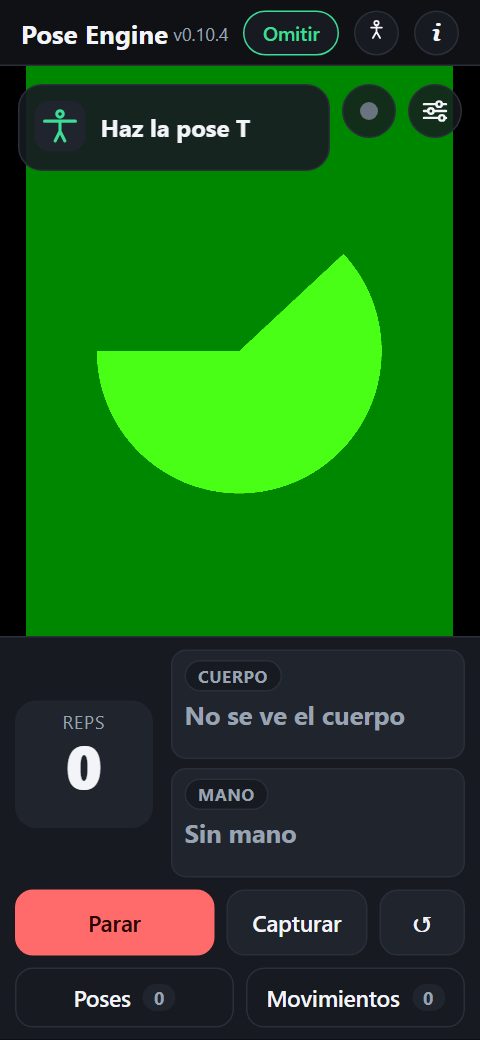 Pose Engine v0.10.4 Omitir i
Haz la pose T
CUERPO
No se ve el cuerpo
REPS
0
MANO
Sin mano
Parar Capturar ↺
Poses 0 Movimientos 0